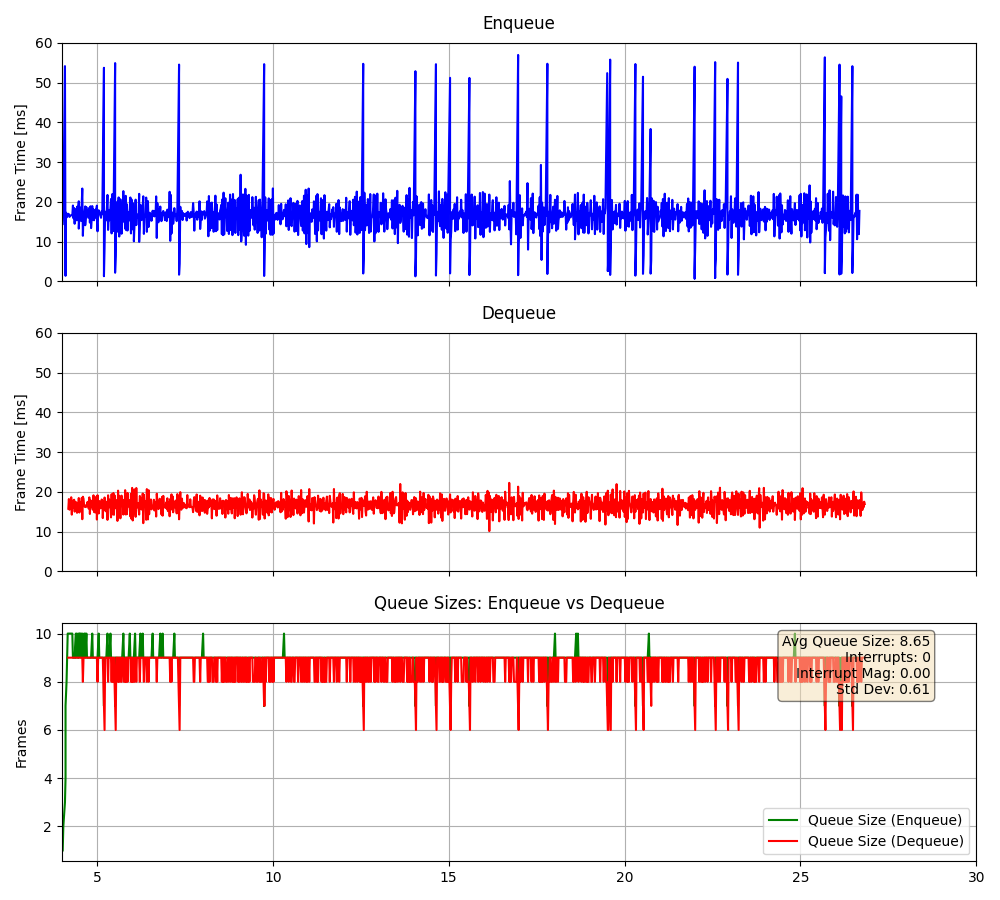 Enqueue
60
50
40
30
20
10
0
Frame Time [ms]
Dequeue
60
50
40
30
20
10
0
Frame Time [ms]
Queue Sizes: Enqueue vs Dequeue
10
8
6
4
2
Frames
Avg Queue Size: 8.65
Interrupts: 0
Interrupt Mag: 0.00
Std Dev: 0.61
Queue Size (Enqueue)
Queue Size (Dequeue)
5 10 15 20 25 30